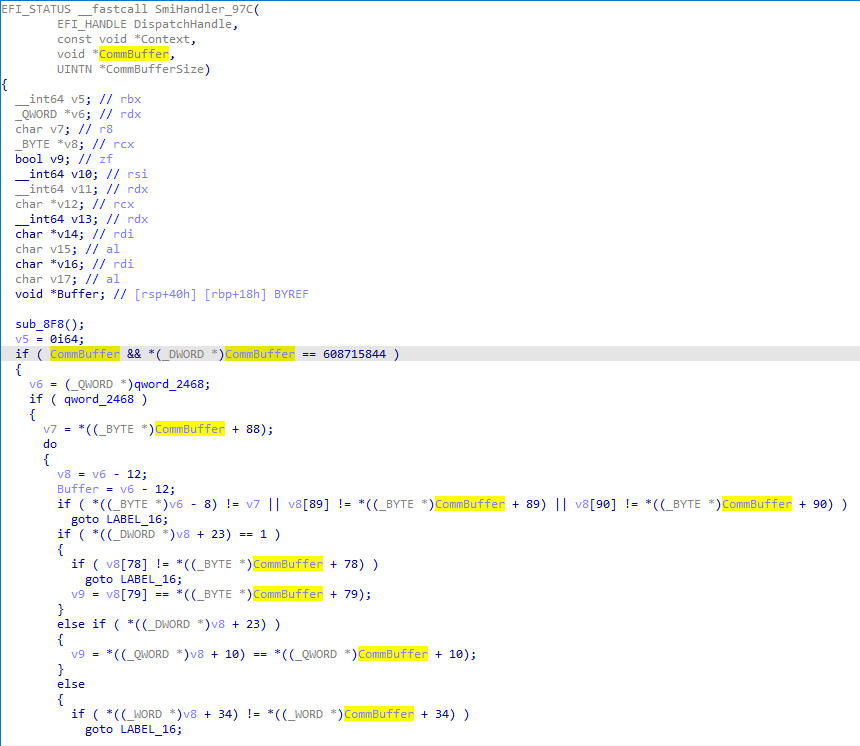 EFI_STATUS __fastcall SmiHandler_97C(
        EFI_HANDLE DispatchHandle,
        const void *Context,
        void *CommBuffer,
        UINTN *CommBufferSize)
{
  __int64 v5; // rbx
  _QWORD *v6; // rdx
  char v7; // r8
  _BYTE *v8; // rcx
  bool v9; // zf
  __int64 v10; // rsi
  __int64 v11; // rdx
  char *v12; // rcx
  __int64 v13; // rdx
  char *v14; // rdi
  char v15; // al
  char *v16; // rdi
  char v17; // al
  void *Buffer; // [rsp+40h] [rbp+18h] BYREF

  sub_8F8();
  v5 = 0i64;
  if ( CommBuffer && *(_DWORD *)CommBuffer == 608715844 )
  {
    v6 = (_QWORD *)qword_2468;
    if ( qword_2468 )
    {
      v7 = *((_BYTE *)CommBuffer + 88);
      do
      {
        v8 = v6 - 12;
        Buffer = v6 - 12;
        if ( *((_BYTE *)v6 - 8) != v7 || v8[89] != *((_BYTE *)CommBuffer + 89) || v8[90] != *((_BYTE *)CommBuffer + 90) )
          goto LABEL_16;
        if ( *((_DWORD *)v8 + 23) == 1 )
        {
          if ( v8[78] != *((_BYTE *)CommBuffer + 78) )
            goto LABEL_16;
          v9 = v8[79] == *((_BYTE *)CommBuffer + 79);
        }
        else if ( *((_DWORD *)v8 + 23) )
        {
          v9 = *((_QWORD *)v8 + 10) == *((_QWORD *)CommBuffer + 10);
        }
        else
        {
          if ( *((_WORD *)v8 + 34) != *((_WORD *)CommBuffer + 34) )
            goto LABEL_16;